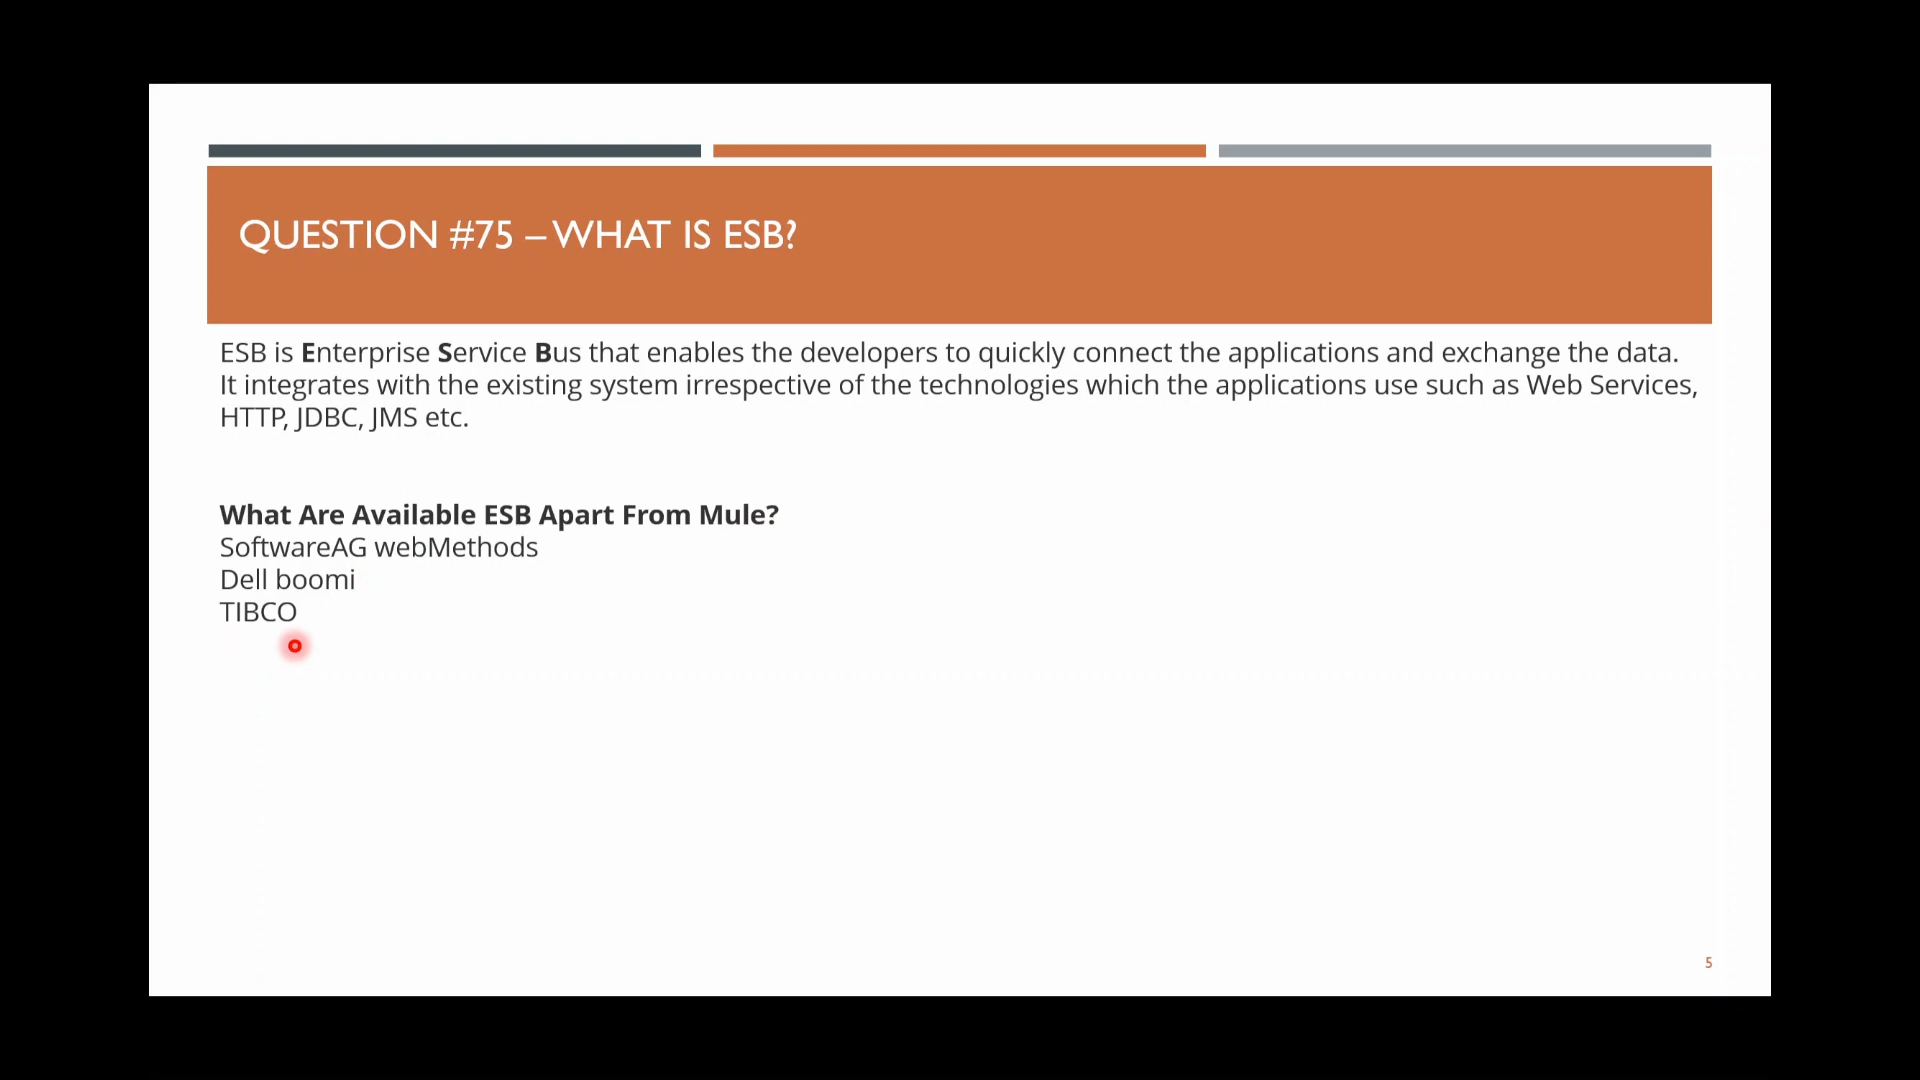 QUESTION #75 – WHAT IS ESB?
ESB is Enterprise Service Bus that enables the developers to quickly connect the applications and exchange the data.
It integrates with the existing system irrespective of the technologies which the applications use such as Web Services,
HTTP, JDBC, JMS etc.
What Are Available ESB Apart From Mule?
SoftwareAG webMethods
Dell boomi
TIBCO
5